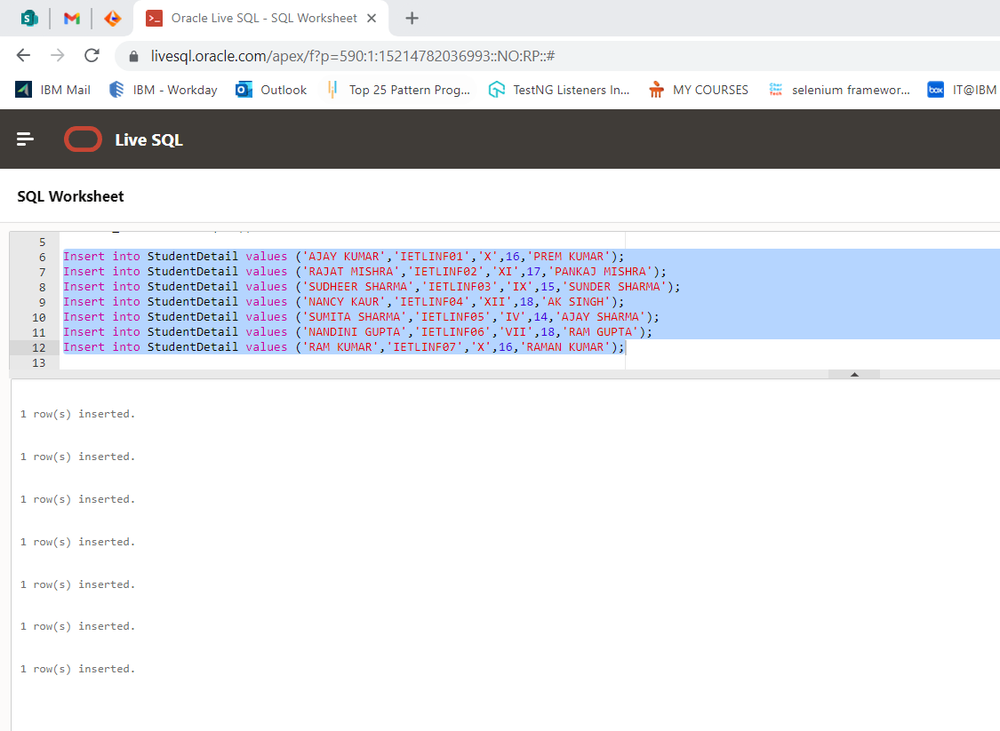 Oracle Live SQL - SQL Worksheet
livesql.oracle.com/apex/f?p=590:1:15214782036993::NO:RP::#
IBM Mail IBM - Workday Outlook Top 25 Pattern Prog... TestNG Listeners In... MY COURSES selenium framewor... box IT@IBM
Live SQL
SQL Worksheet
5
6 Insert into StudentDetail values ('AJAY KUMAR','IETLINF01','X',16,'PREM KUMAR');
7 Insert into StudentDetail values ('RAJAT MISHRA','IETLINF02','XI',17,'PANKAJ MISHRA');
8 Insert into StudentDetail values ('SUDHEER SHARMA','IETLINF03','IX',15,'SUNDER SHARMA');
9 Insert into StudentDetail values ('NANCY KAUR','IETLINF04','XII',18,'AK SINGH');
10 Insert into StudentDetail values ('SUMITA SHARMA','IETLINF05','IV',14,'AJAY SHARMA');
11 Insert into StudentDetail values ('NANDINI GUPTA','IETLINF06','VII',18,'RAM GUPTA');
12 Insert into StudentDetail values ('RAM KUMAR','IETLINF07','X',16,'RAMAN KUMAR');
13
1 row(s) inserted.
1 row(s) inserted.
1 row(s) inserted.
1 row(s) inserted.
1 row(s) inserted.
1 row(s) inserted.
1 row(s) inserted.